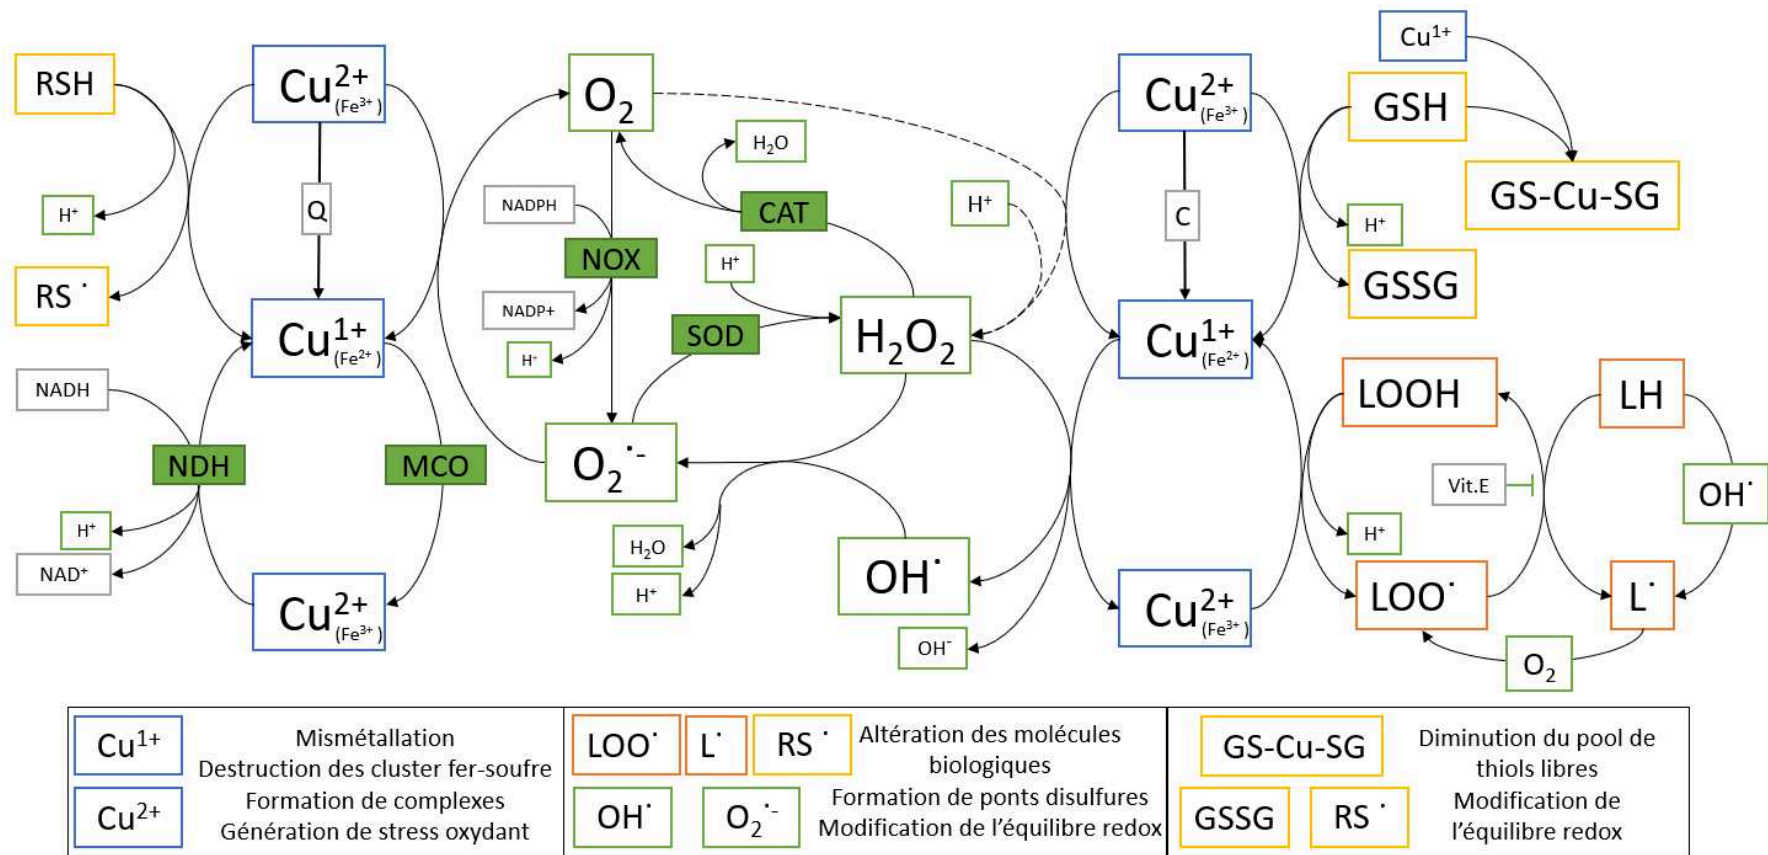 RSH
Cu2+
(Fe3+)
O2
Cu2+
(Fe3+)
Cu1+
GSH
H2O
GS-Cu-SG
H+
Q
NADPH
CAT
H+
C
H+
NOX
H+
RS ·
GSSG
NADP+
Cu1+
(Fe2+)
SOD
H2O2
Cu1+
(Fe2+)
H+
NADH
LOOH
LH
NDH
MCO
O2·-
Vit.E
OH·
H+
H2O
H+
NAD+
H+
OH·
Cu2+
(Fe3+)
Cu2+
(Fe3+)
LOO·
L·
OH-
O2
Cu1+
Mismétallation
Destruction des cluster fer-soufre
Cu2+
Formation de complexes
Génération de stress oxydant
LOO·
L·
RS ·
Altération des molécules
biologiques
OH·
O2·-
Formation de ponts disulfures
Modification de l’équilibre redox
GS-Cu-SG
Diminution du pool de
thiols libres
GSSG
RS ·
Modification de
l’équilibre redox